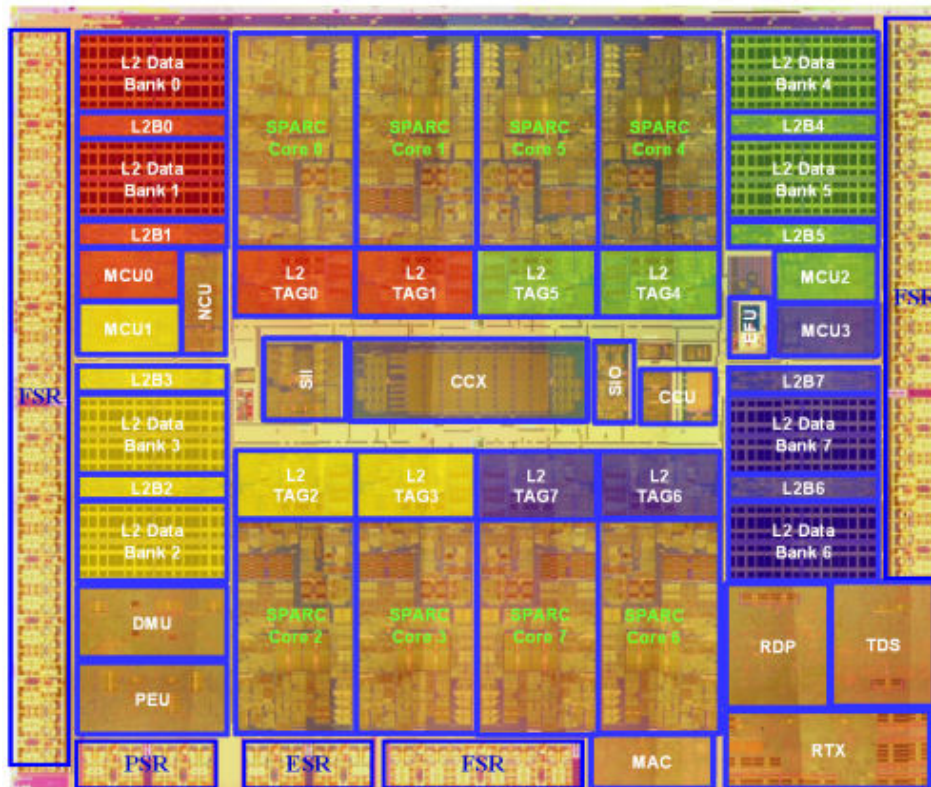 L2 Data
Bank 0
L2B0
L2 Data
Bank 1
L2B1
MCU0
MCU1
NCU
SPARC
Core 0
SPARC
Core 1
SPARC
Core 5
SPARC
Core 4
L2
TAG0
L2
TAG1
L2
TAG5
L2
TAG4
L2 Data
Bank 4
L2B4
L2 Data
Bank 5
L2B5
MCU2
MCU3
EFU
FSR
FSR
SII
CCX
SIO
CCU
L2B3
L2 Data
Bank 3
L2B2
L2 Data
Bank 2
DMU
PEU
L2
TAG2
L2
TAG3
L2
TAG7
L2
TAG6
SPARC
Core 2
SPARC
Core 3
SPARC
Core 7
SPARC
Core 6
L2B7
L2 Data
Bank 7
L2B6
L2 Data
Bank 6
RDP
TDS
RTX
PSR
ESR
FSR
MAC